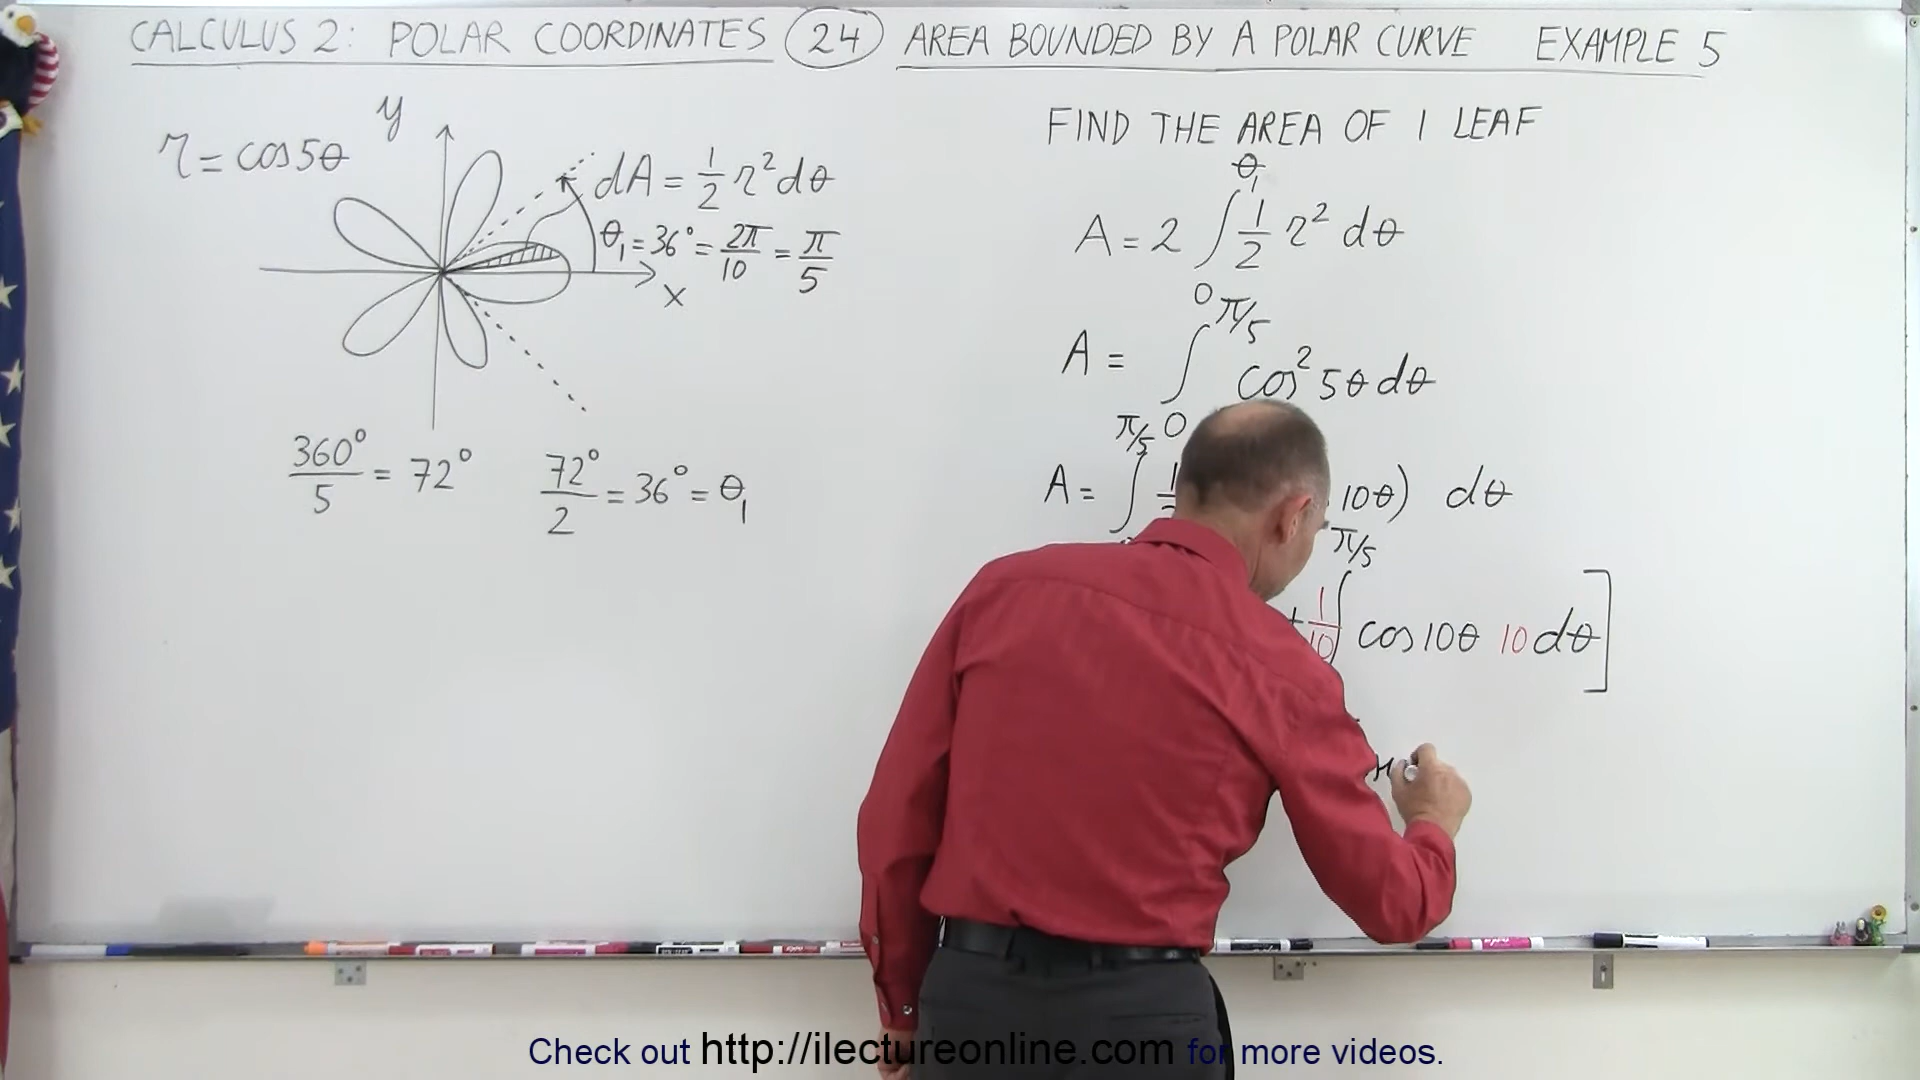 CALCULUS 2: POLAR COORDINATES 24 AREA BOUNDED BY A POLAR CURVE EXAMPLE 5
y
r = cos5θ
dA = 1/2 r² dθ
θ₁ = 36° = 2π/10 = π/5
x
360°/5 = 72° 72°/2 = 36° = θ₁
FIND THE AREA OF 1 LEAF
A = 2 ∫₀^θ₁ 1/2 r² dθ
A = ∫₀^π/5 cos² 5θ dθ
A = ∫^π/5 10θ) dθ
+ 1/10 ∫^π/5 cos10θ 10 dθ]
Check out http://ilectureonline.com for more videos.